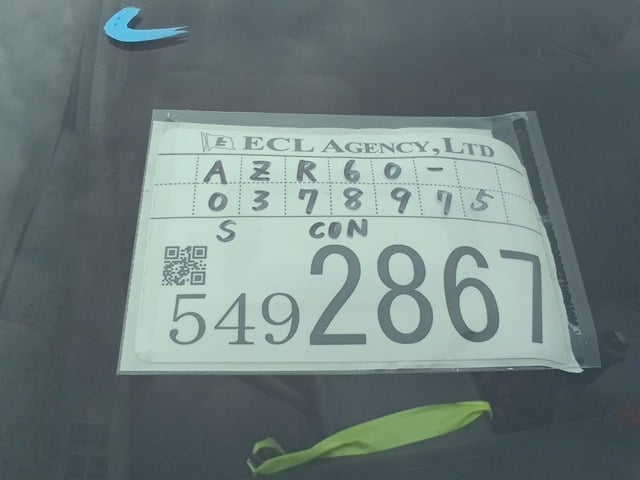 E ECL AGENCY,LTD
AZR60-
0378975
S CON
5492867